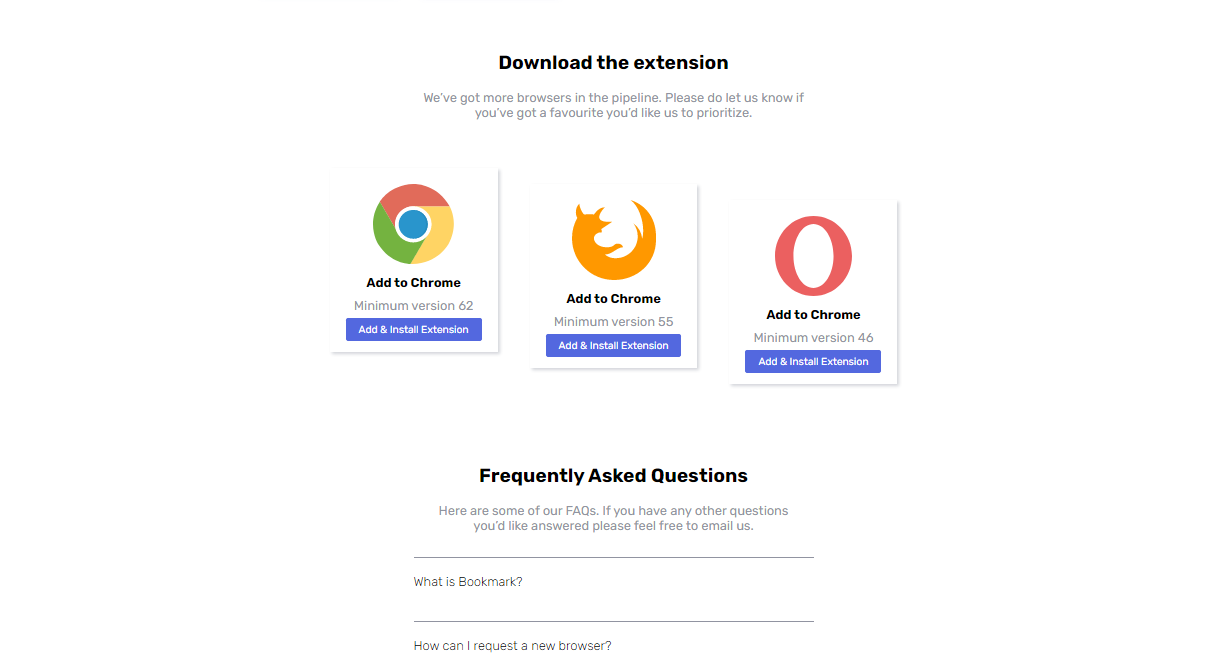 Download the extension
We've got more browsers in the pipeline. Please do let us know if
you've got a favourite you'd like us to prioritize.
Add to Chrome
Minimum version 62
Add & Install Extension
Add to Chrome
Minimum version 55
Add & Install Extension
Add to Chrome
Minimum version 46
Add & Install Extension
Frequently Asked Questions
Here are some of our FAQs. If you have any other questions
you'd like answered please feel free to email us.
What is Bookmark?
How can I request a new browser?